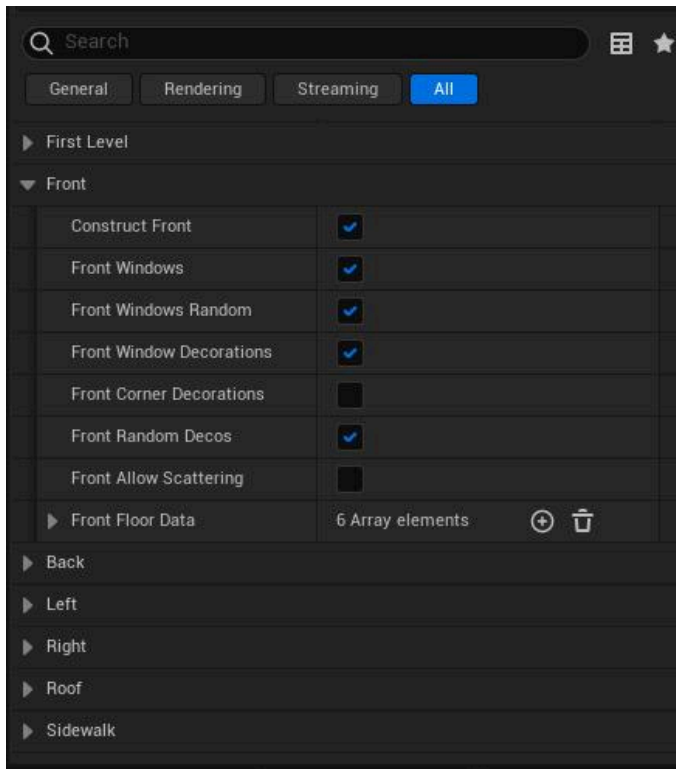 Search
General Rendering Streaming All
First Level
Front
Construct Front
Front Windows
Front Windows Random
Front Window Decorations
Front Corner Decorations
Front Random Decos
Front Allow Scattering
Front Floor Data 6 Array elements
Back
Left
Right
Roof
Sidewalk